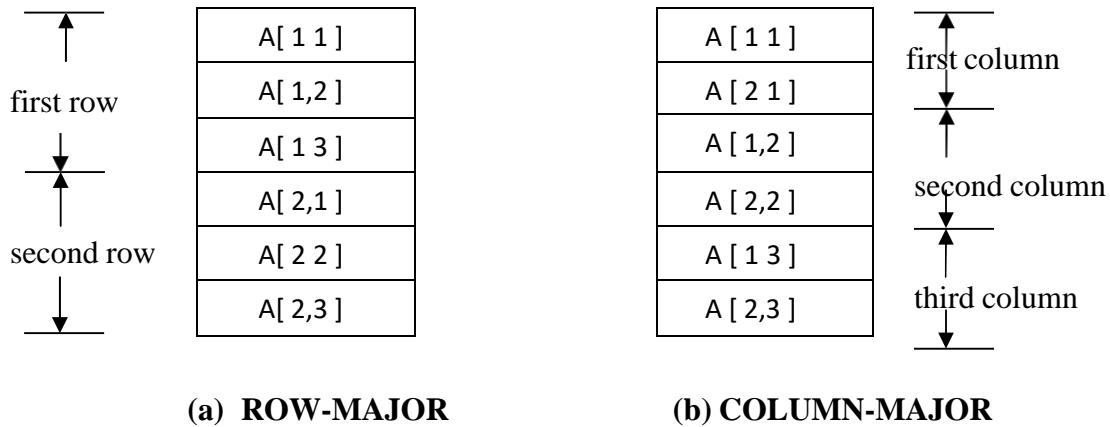 A[ 1 1 ]
A[ 1,2 ]
A[ 1 3 ]
A[ 2,1 ]
A[ 2 2 ]
A[ 2,3 ]
first row
second row
A [ 1 1 ]
A [ 2 1 ]
A [ 1,2 ]
A [ 2,2 ]
A [ 1 3 ]
A [ 2,3 ]
first column
second column
third column
(a) ROW-MAJOR
(b) COLUMN-MAJOR